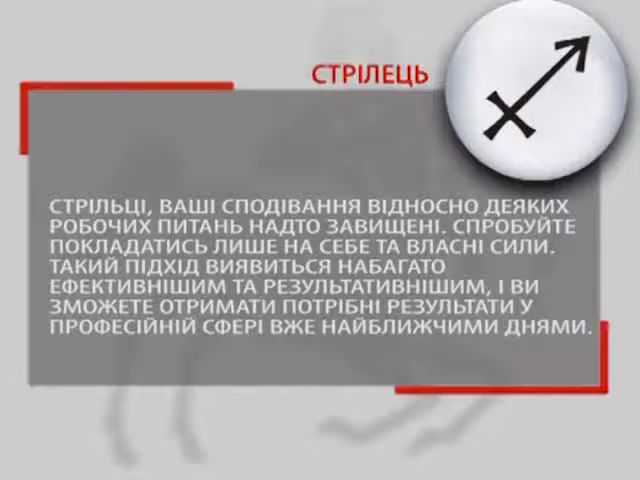 СТРІЛЕЦЬ
СТРІЛЬЦІ, ВАШІ СПОДІВАННЯ ВІДНОСНО ДЕЯКИХ
РОБОЧИХ ПИТАНЬ НАДТО ЗАВИЩЕНІ. СПРОБУЙТЕ
ПОКЛАДАТИСЬ ЛИШЕ НА СЕБЕ ТА ВЛАСНІ СИЛИ.
ТАКИЙ ПІДХІД ВИЯВИТЬСЯ НАБАГАТО
ЕФЕКТИВНІШИМ ТА РЕЗУЛЬТАТИВНІШИМ, І ВИ
ЗМОЖЕТЕ ОТРИМАТИ ПОТРІБНІ РЕЗУЛЬТАТИ У
ПРОФЕСІЙНІЙ СФЕРІ ВЖЕ НАЙБЛИЖЧИМИ ДНЯМИ.